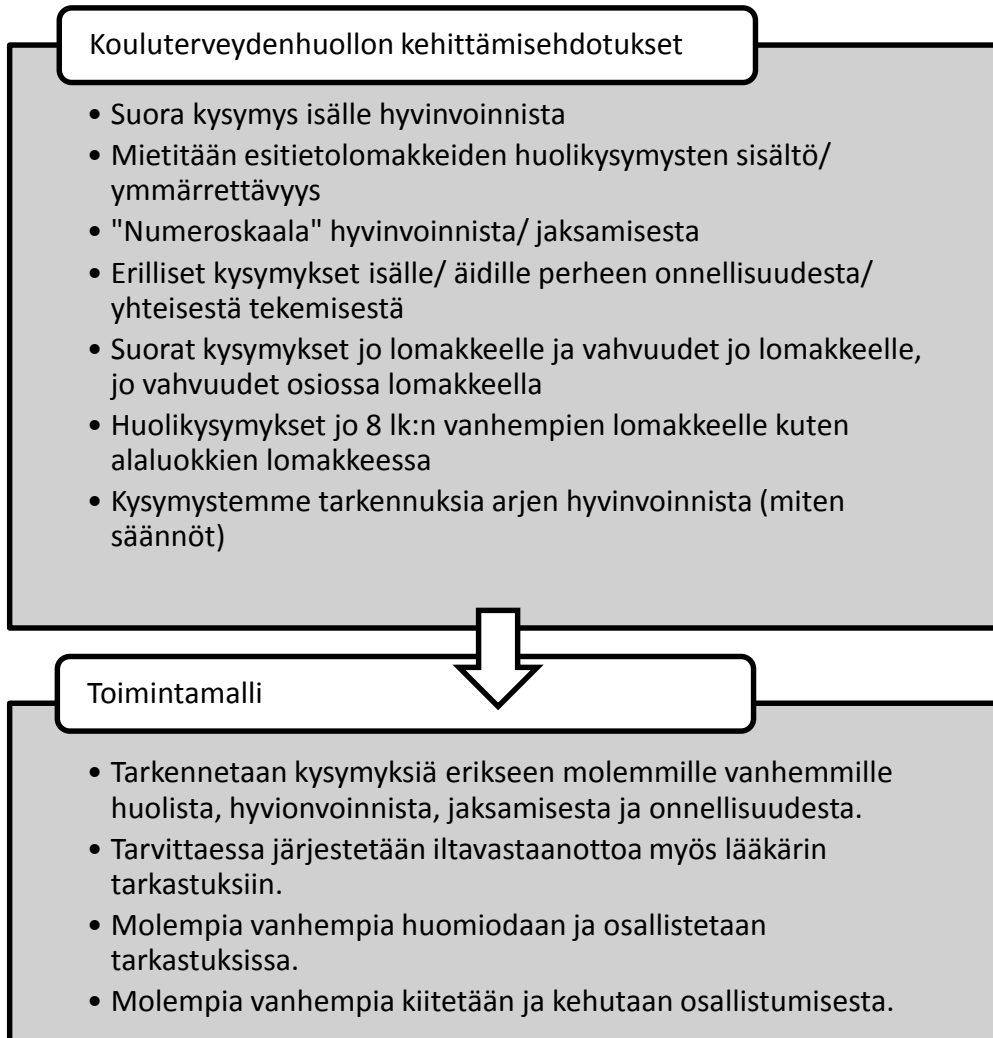 Kouluterveydenhuollon kehittämisehdotukset
• Suora kysymys isälle hyvinvoinnista
• Mietitään esitietolomakkeiden huolikysymysten sisältö/
ymmärrettävyys
• "Numeroskaala" hyvinvoinnista/ jaksamisesta
• Erilliset kysymykset isälle/ äidille perheen onnellisuudesta/
yhteisestä tekemisestä
• Suorat kysymykset jo lomakkeelle ja vahvuudet jo lomakkeelle,
jo vahvuudet osiossa lomakkeella
• Huolikysymykset jo 8 lk:n vanhempien lomakkeelle kuten
alaluokkien lomakkeessa
• Kysymystemme tarkennuksia arjen hyvinvoinnista (miten
säännöt)
Toimintamalli
• Tarkennetaan kysymyksiä erikseen molemmille vanhemmille
huolista, hyvionvoinnista, jaksamisesta ja onnellisuudesta.
• Tarvittaessa järjestetään iltavastaanottoa myös lääkärin
tarkastuksiin.
• Molempia vanhempia huomiodaan ja osallistetaan
tarkastuksissa.
• Molempia vanhempia kiitetään ja kehutaan osallistumisesta.